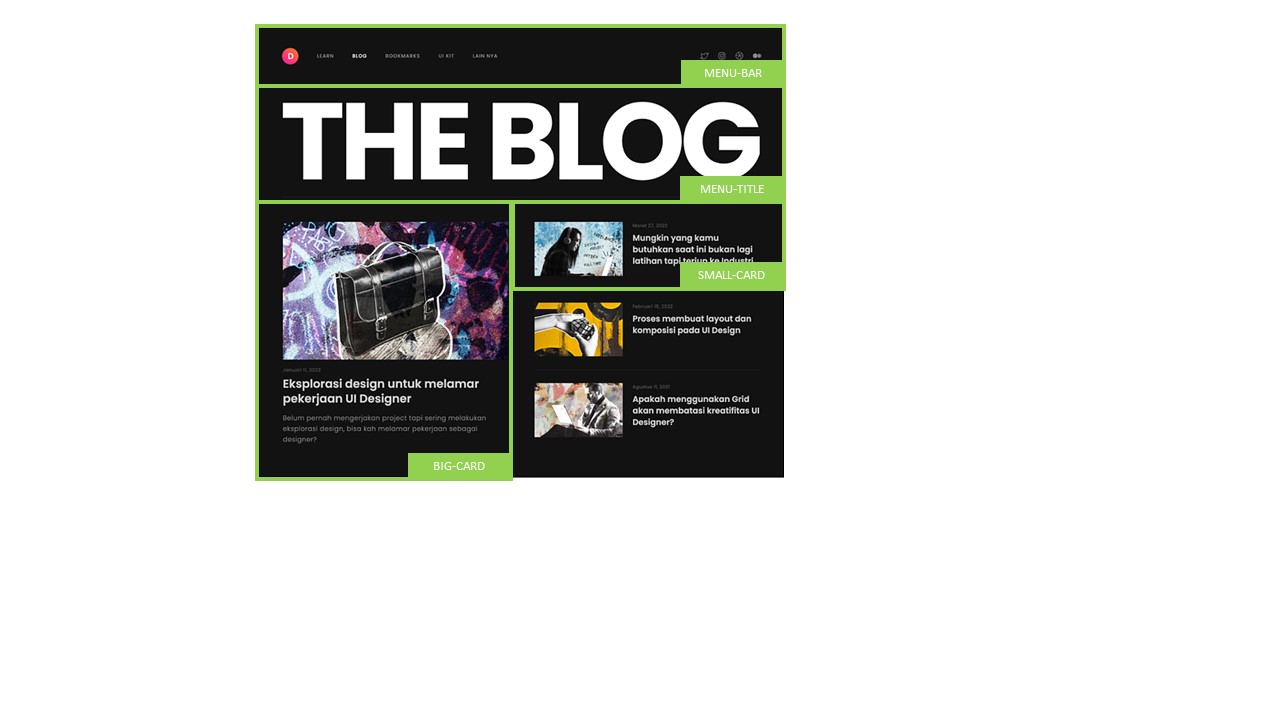 D LEARN BLOG BOOKMARKS UI KIT LAIN NYA
MENU-BAR
THE BLOG
MENU-TITLE
Januari 11, 2022
Eksplorasi design untuk melamar
pekerjaan UI Designer
Belum pernah mengerjakan project tapi sering melakukan
eksplorasi design, bisa kah melamar pekerjaan sebagai
designer?
BIG-CARD
Maret 27, 2022
Mungkin yang kamu
butuhkan saat ini bukan lagi
latihan tapi terjun ke Industri
SMALL-CARD
Februari 15, 2022
Proses membuat layout dan
komposisi pada UI Design
Agustus 11, 2021
Apakah menggunakan Grid
akan membatasi kreatifitas UI
Designer?